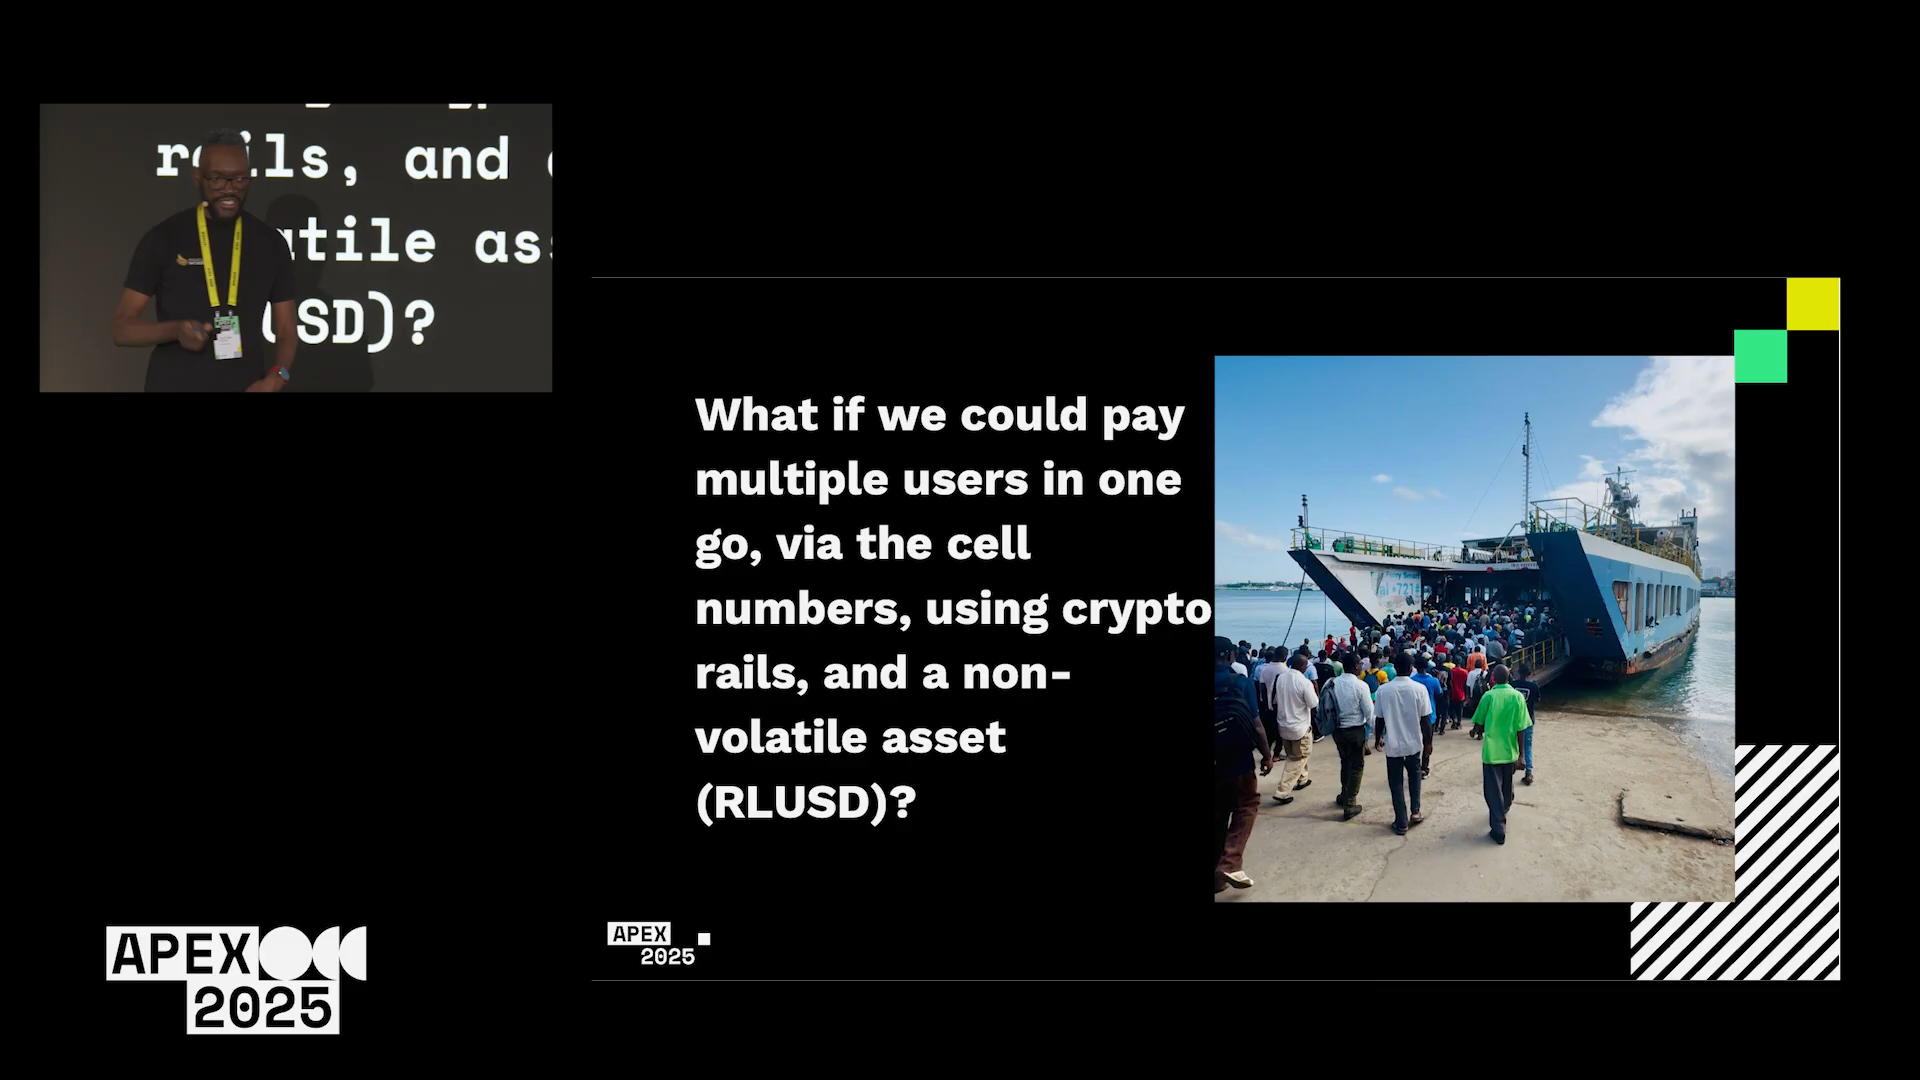 rails, and
atile as
USD)?
What if we could pay
multiple users in one
go, via the cell
numbers, using crypto
rails, and a non-
volatile asset
(RLUSD)?
APEX
2025
APEX
2025